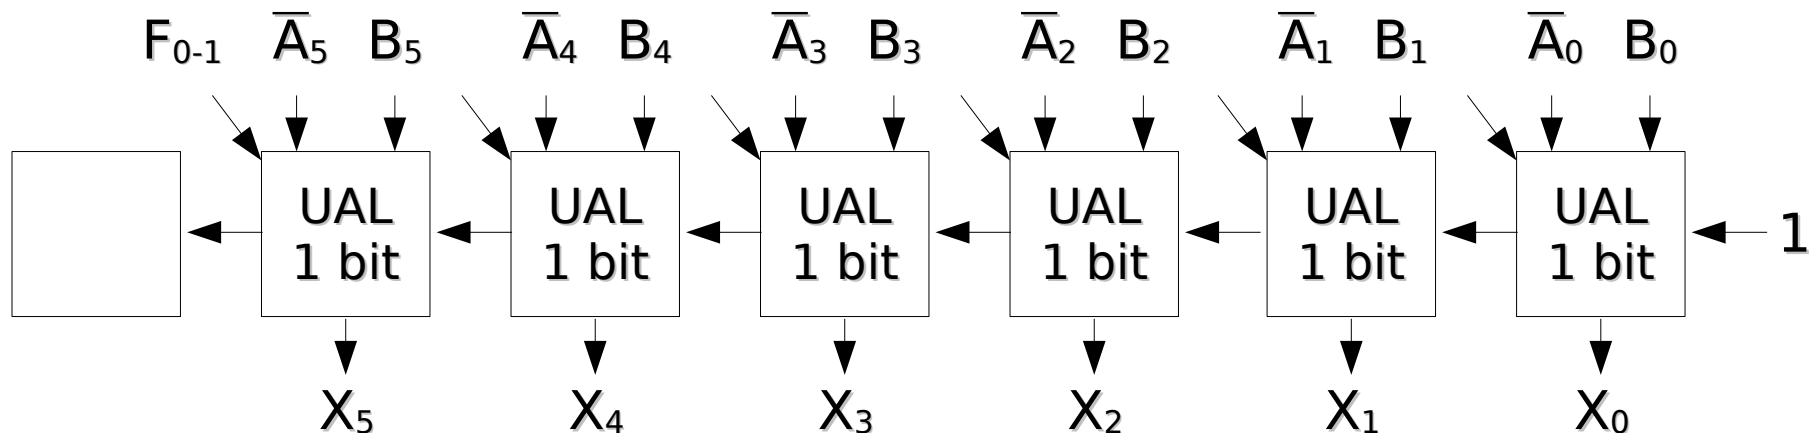 F₀₋₁ A̅₅ B₅ A̅₄ B₄ A̅₃ B₃ A̅₂ B₂ A̅₁ B₁ A̅₀ B₀
UAL UAL UAL UAL UAL UAL
1 bit 1 bit 1 bit 1 bit 1 bit 1 bit
1
X₅ X₄ X₃ X₂ X₁ X₀